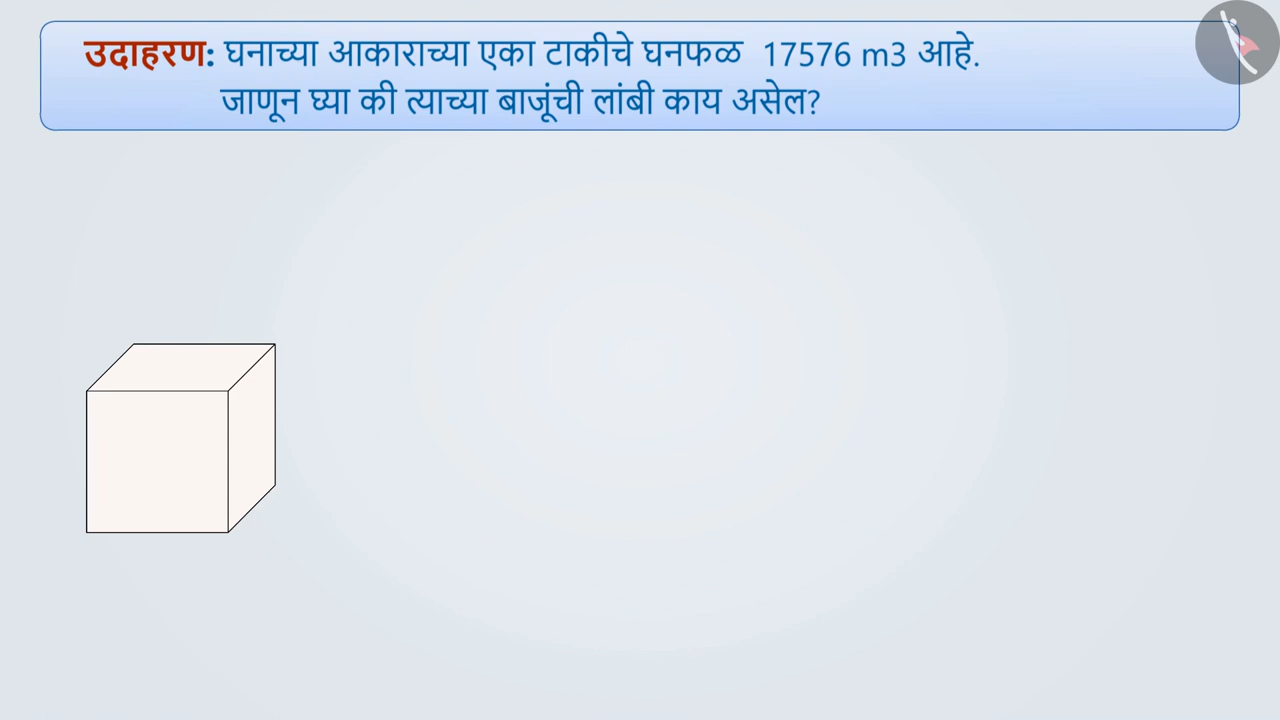 उदाहरण: घनाच्या आकाराच्या एका टाकीचे घनफळ 17576 m3 आहे.
जाणून घ्या की त्याच्या बाजूंची लांबी काय असेल?